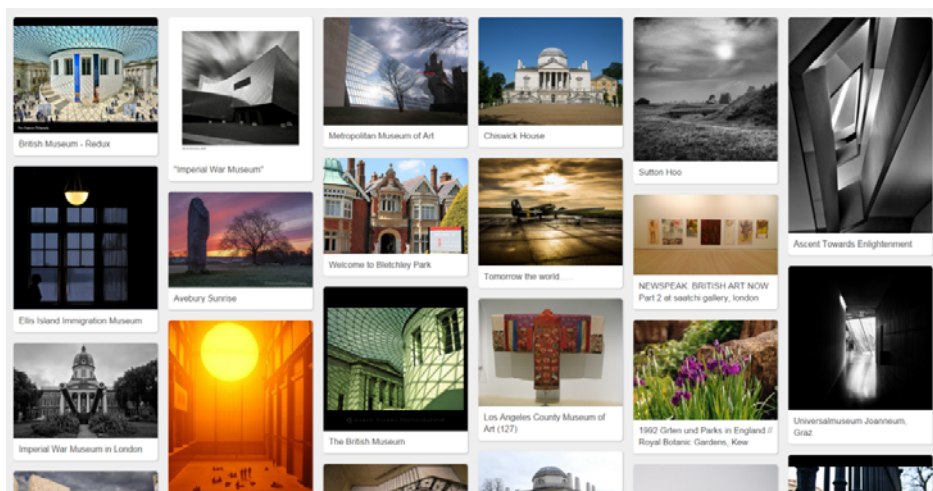 British Museum - Redux
Ellis Island Immigration Museum
Imperial War Museum in London
"Imperial War Museum"
Avebury Sunrise
Metropolitan Museum of Art
Welcome to Bletchley Park
The British Museum
Chiswick House
Tomorrow the world.....
Los Angeles County Museum of
Art (127)
Sutton Hoo
NEWSPEAK: BRITISH ART NOW
Part 2 at saatchi gallery, london
1992 Grten und Parks in England //
Royal Botanic Gardens, Kew
Ascent Towards Enlightenment
Universalmuseum Joanneum,
Graz